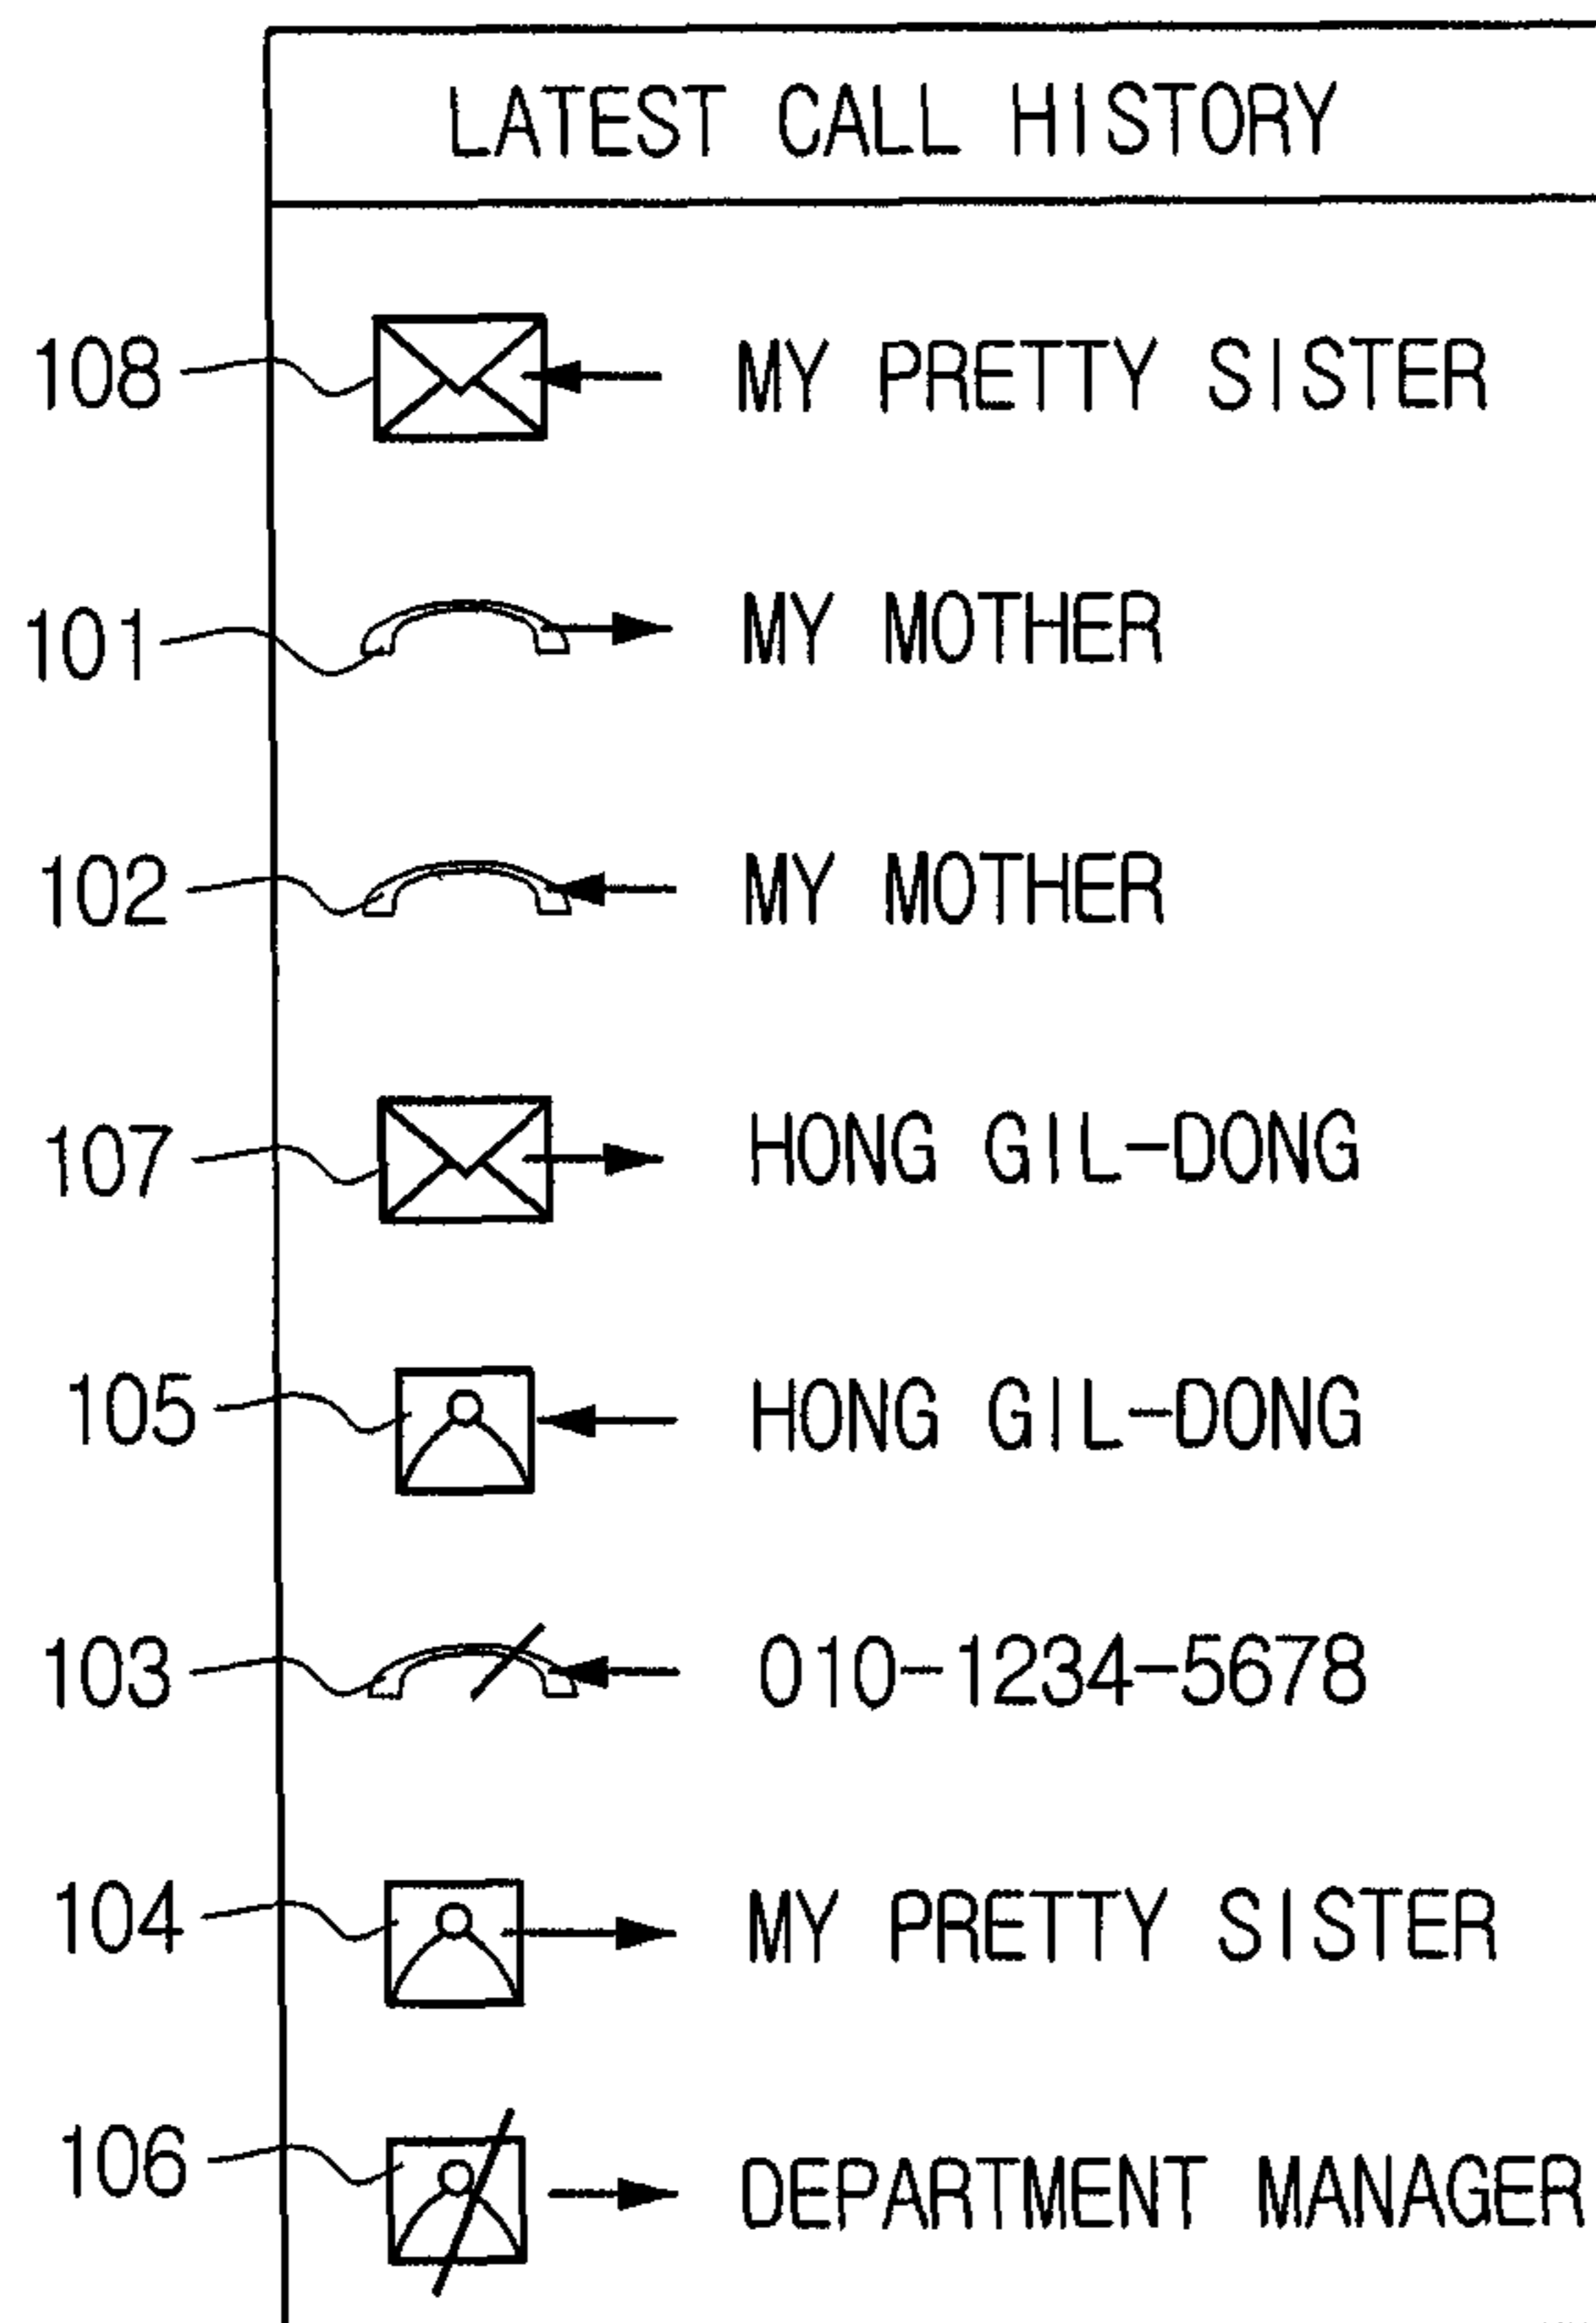 LATEST CALL HISTORY
108 MY PRETTY SISTER
101 MY MOTHER
102 MY MOTHER
107 HONG GIL-DONG
105 HONG GIL-DONG
103 010-1234-5678
104 MY PRETTY SISTER
106 DEPARTMENT MANAGER